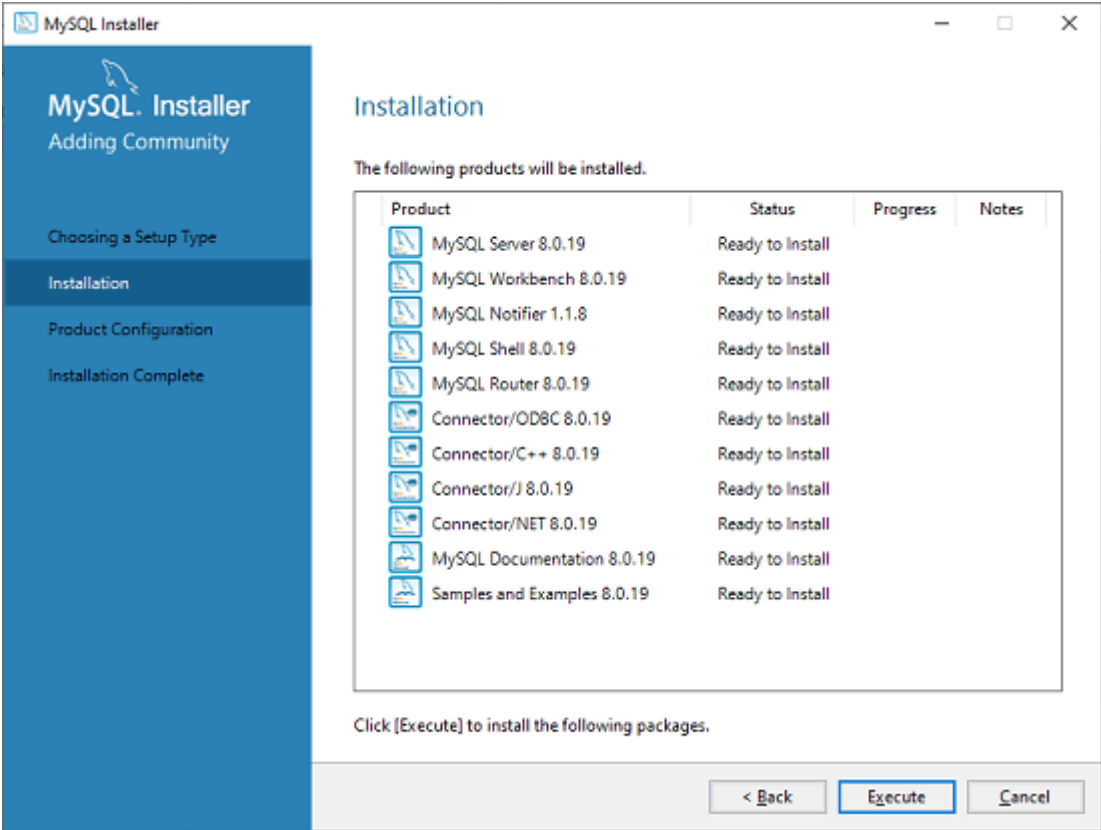 MySQL Installer
MySQL. Installer
Adding Community
Choosing a Setup Type
Installation
Product Configuration
Installation Complete
Installation
The following products will be installed.
Product Status Progress Notes
MySQL Server 8.0.19 Ready to Install
MySQL Workbench 8.0.19 Ready to Install
MySQL Notifier 1.1.8 Ready to Install
MySQL Shell 8.0.19 Ready to Install
MySQL Router 8.0.19 Ready to Install
Connector/ODBC 8.0.19 Ready to Install
Connector/C++ 8.0.19 Ready to Install
Connector/J 8.0.19 Ready to Install
Connector/NET 8.0.19 Ready to Install
MySQL Documentation 8.0.19 Ready to Install
Samples and Examples 8.0.19 Ready to Install
Click [Execute] to install the following packages.
< Back Execute Cancel